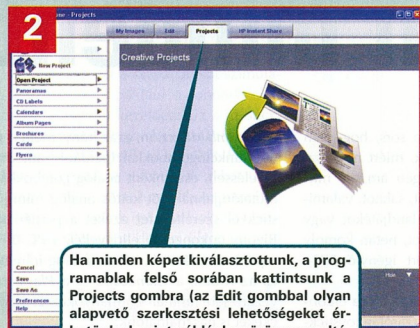 2
Projects
My Images
Edit
Projects
HP Instant Share
New Project
Creative Projects
Open Project
Panoramas
CD Labels
Calendars
Album Pages
Brochures
Cards
Flyers
Cancel
Save
Save As
Preferences
Help
Hide
Ha minden képet kiválasztottunk, a prog-
ramablak felső sorában kattintsunk a
Projects gombra (az Edit gombbal olyan
alapvető szerkesztési lehetőségeket ér-